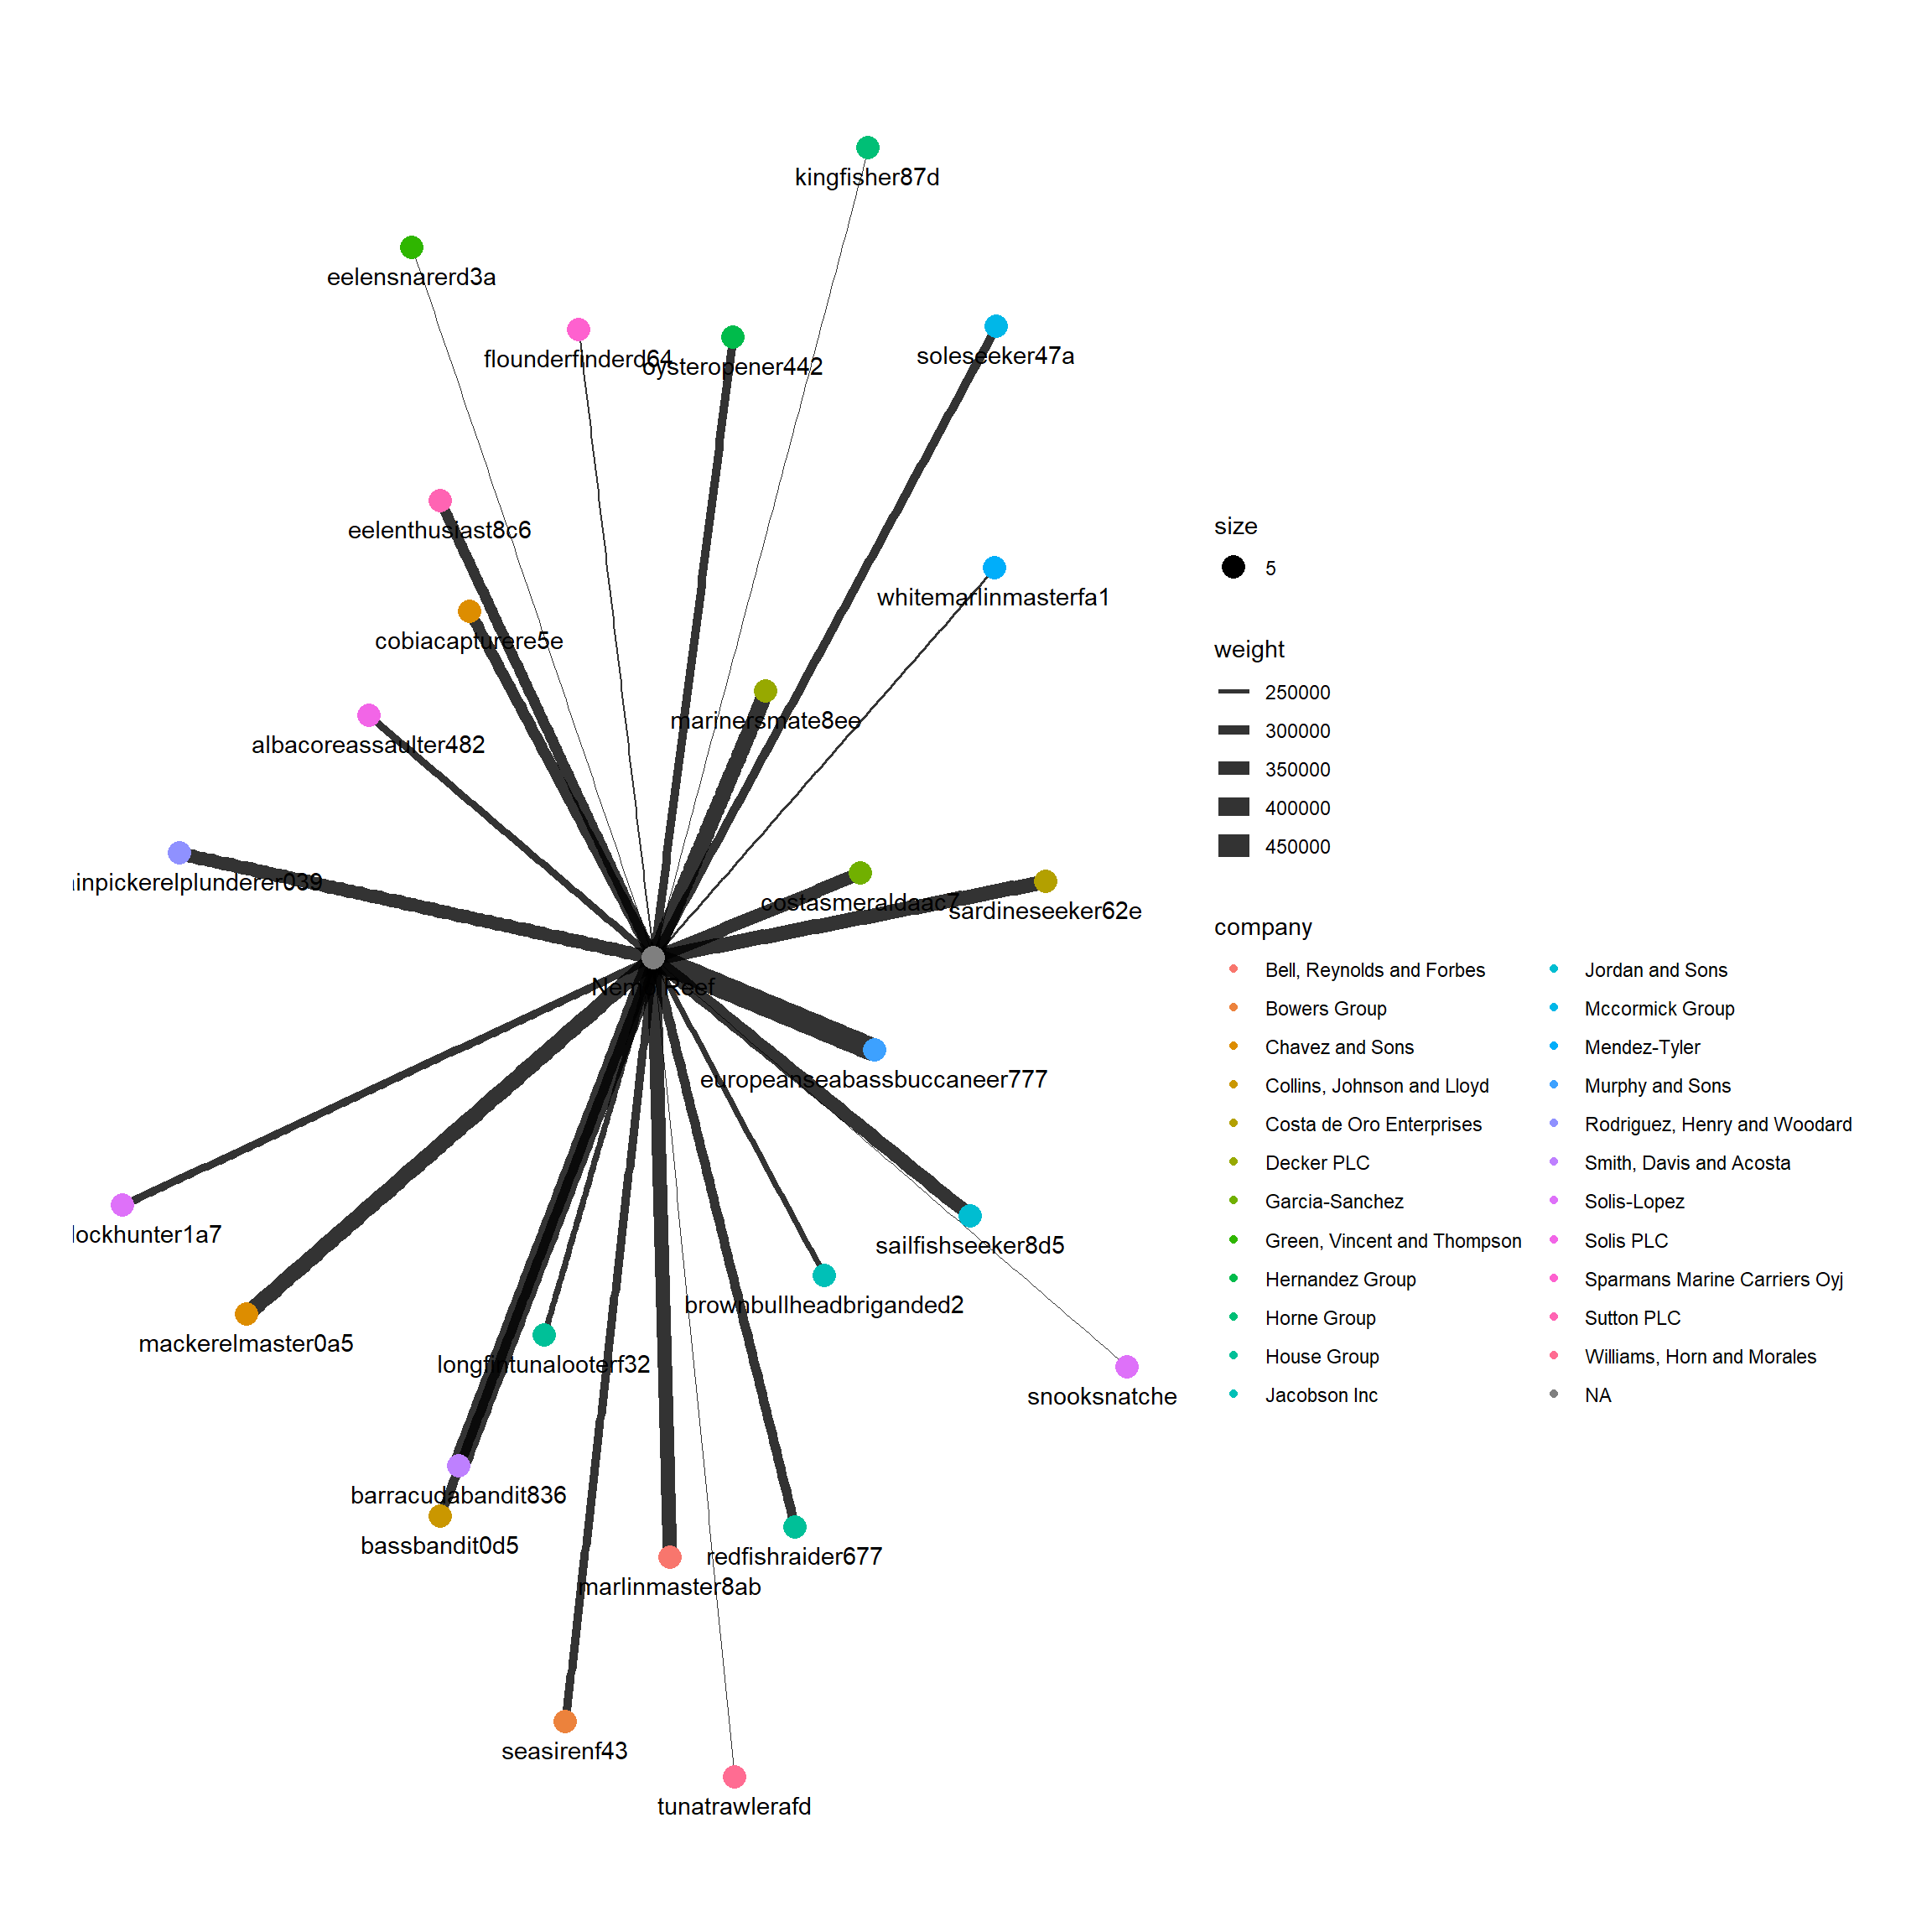 kingfisher87d
eelensnarerd3a
flounderfinderd64
oysteropener442
soleseeker47a
eelenthusiast8c6
whitemarlinmasterfa1
cobiacapturere5e
marinersmate8ee
albacoreassaulter482
inpickerelplunderer039
costasmeraldaac7
sardineseeker62e
Nemo Reef
europeanseabassbuccaneer777
lockhunter1a7
sailfishseeker8d5
brownbullheadbriganded2
mackerelmaster0a5
longfintunalooterf32
snooksnatche
barracudabandit836
bassbandit0d5
redfishraider677
marlinmaster8ab
seasirenf43
tunatrawlerafd
size
5
weight
250000
300000
350000
400000
450000
company
Bell, Reynolds and Forbes
Bowers Group
Chavez and Sons
Collins, Johnson and Lloyd
Costa de Oro Enterprises
Decker PLC
Garcia-Sanchez
Green, Vincent and Thompson
Hernandez Group
Horne Group
House Group
Jacobson Inc
Jordan and Sons
Mccormick Group
Mendez-Tyler
Murphy and Sons
Rodriguez, Henry and Woodard
Smith, Davis and Acosta
Solis-Lopez
Solis PLC
Sparmans Marine Carriers Oyj
Sutton PLC
Williams, Horn and Morales
NA